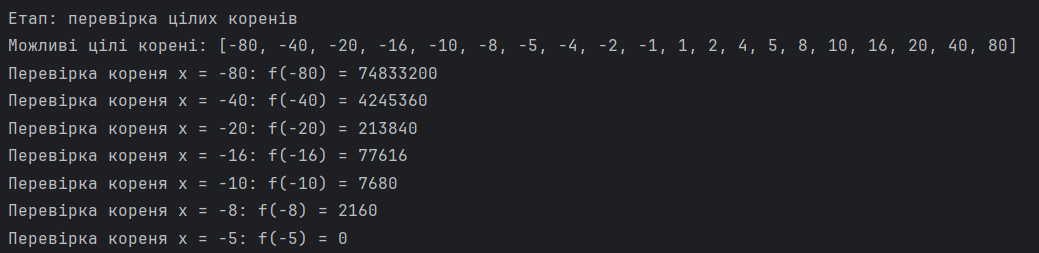 Етап: перевірка цілих коренів
Можливі цілі корені: [-80, -40, -20, -16, -10, -8, -5, -4, -2, -1, 1, 2, 4, 5, 8, 10, 16, 20, 40, 80]
Перевірка кореня x = -80: f(-80) = 74833200
Перевірка кореня x = -40: f(-40) = 4245360
Перевірка кореня x = -20: f(-20) = 213840
Перевірка кореня x = -16: f(-16) = 77616
Перевірка кореня x = -10: f(-10) = 7680
Перевірка кореня x = -8: f(-8) = 2160
Перевірка кореня x = -5: f(-5) = 0